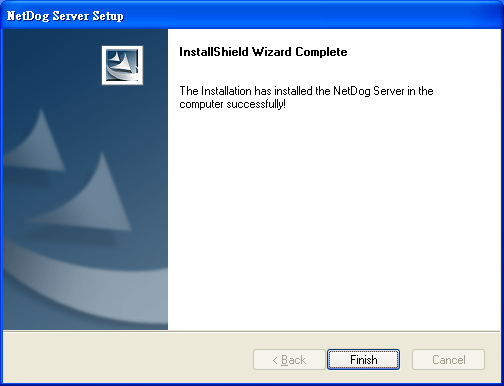 NetDog Server Setup
InstallShield Wizard Complete
The Installation has installed the NetDog Server in the
computer successfully!
< Back
Finish
Cancel